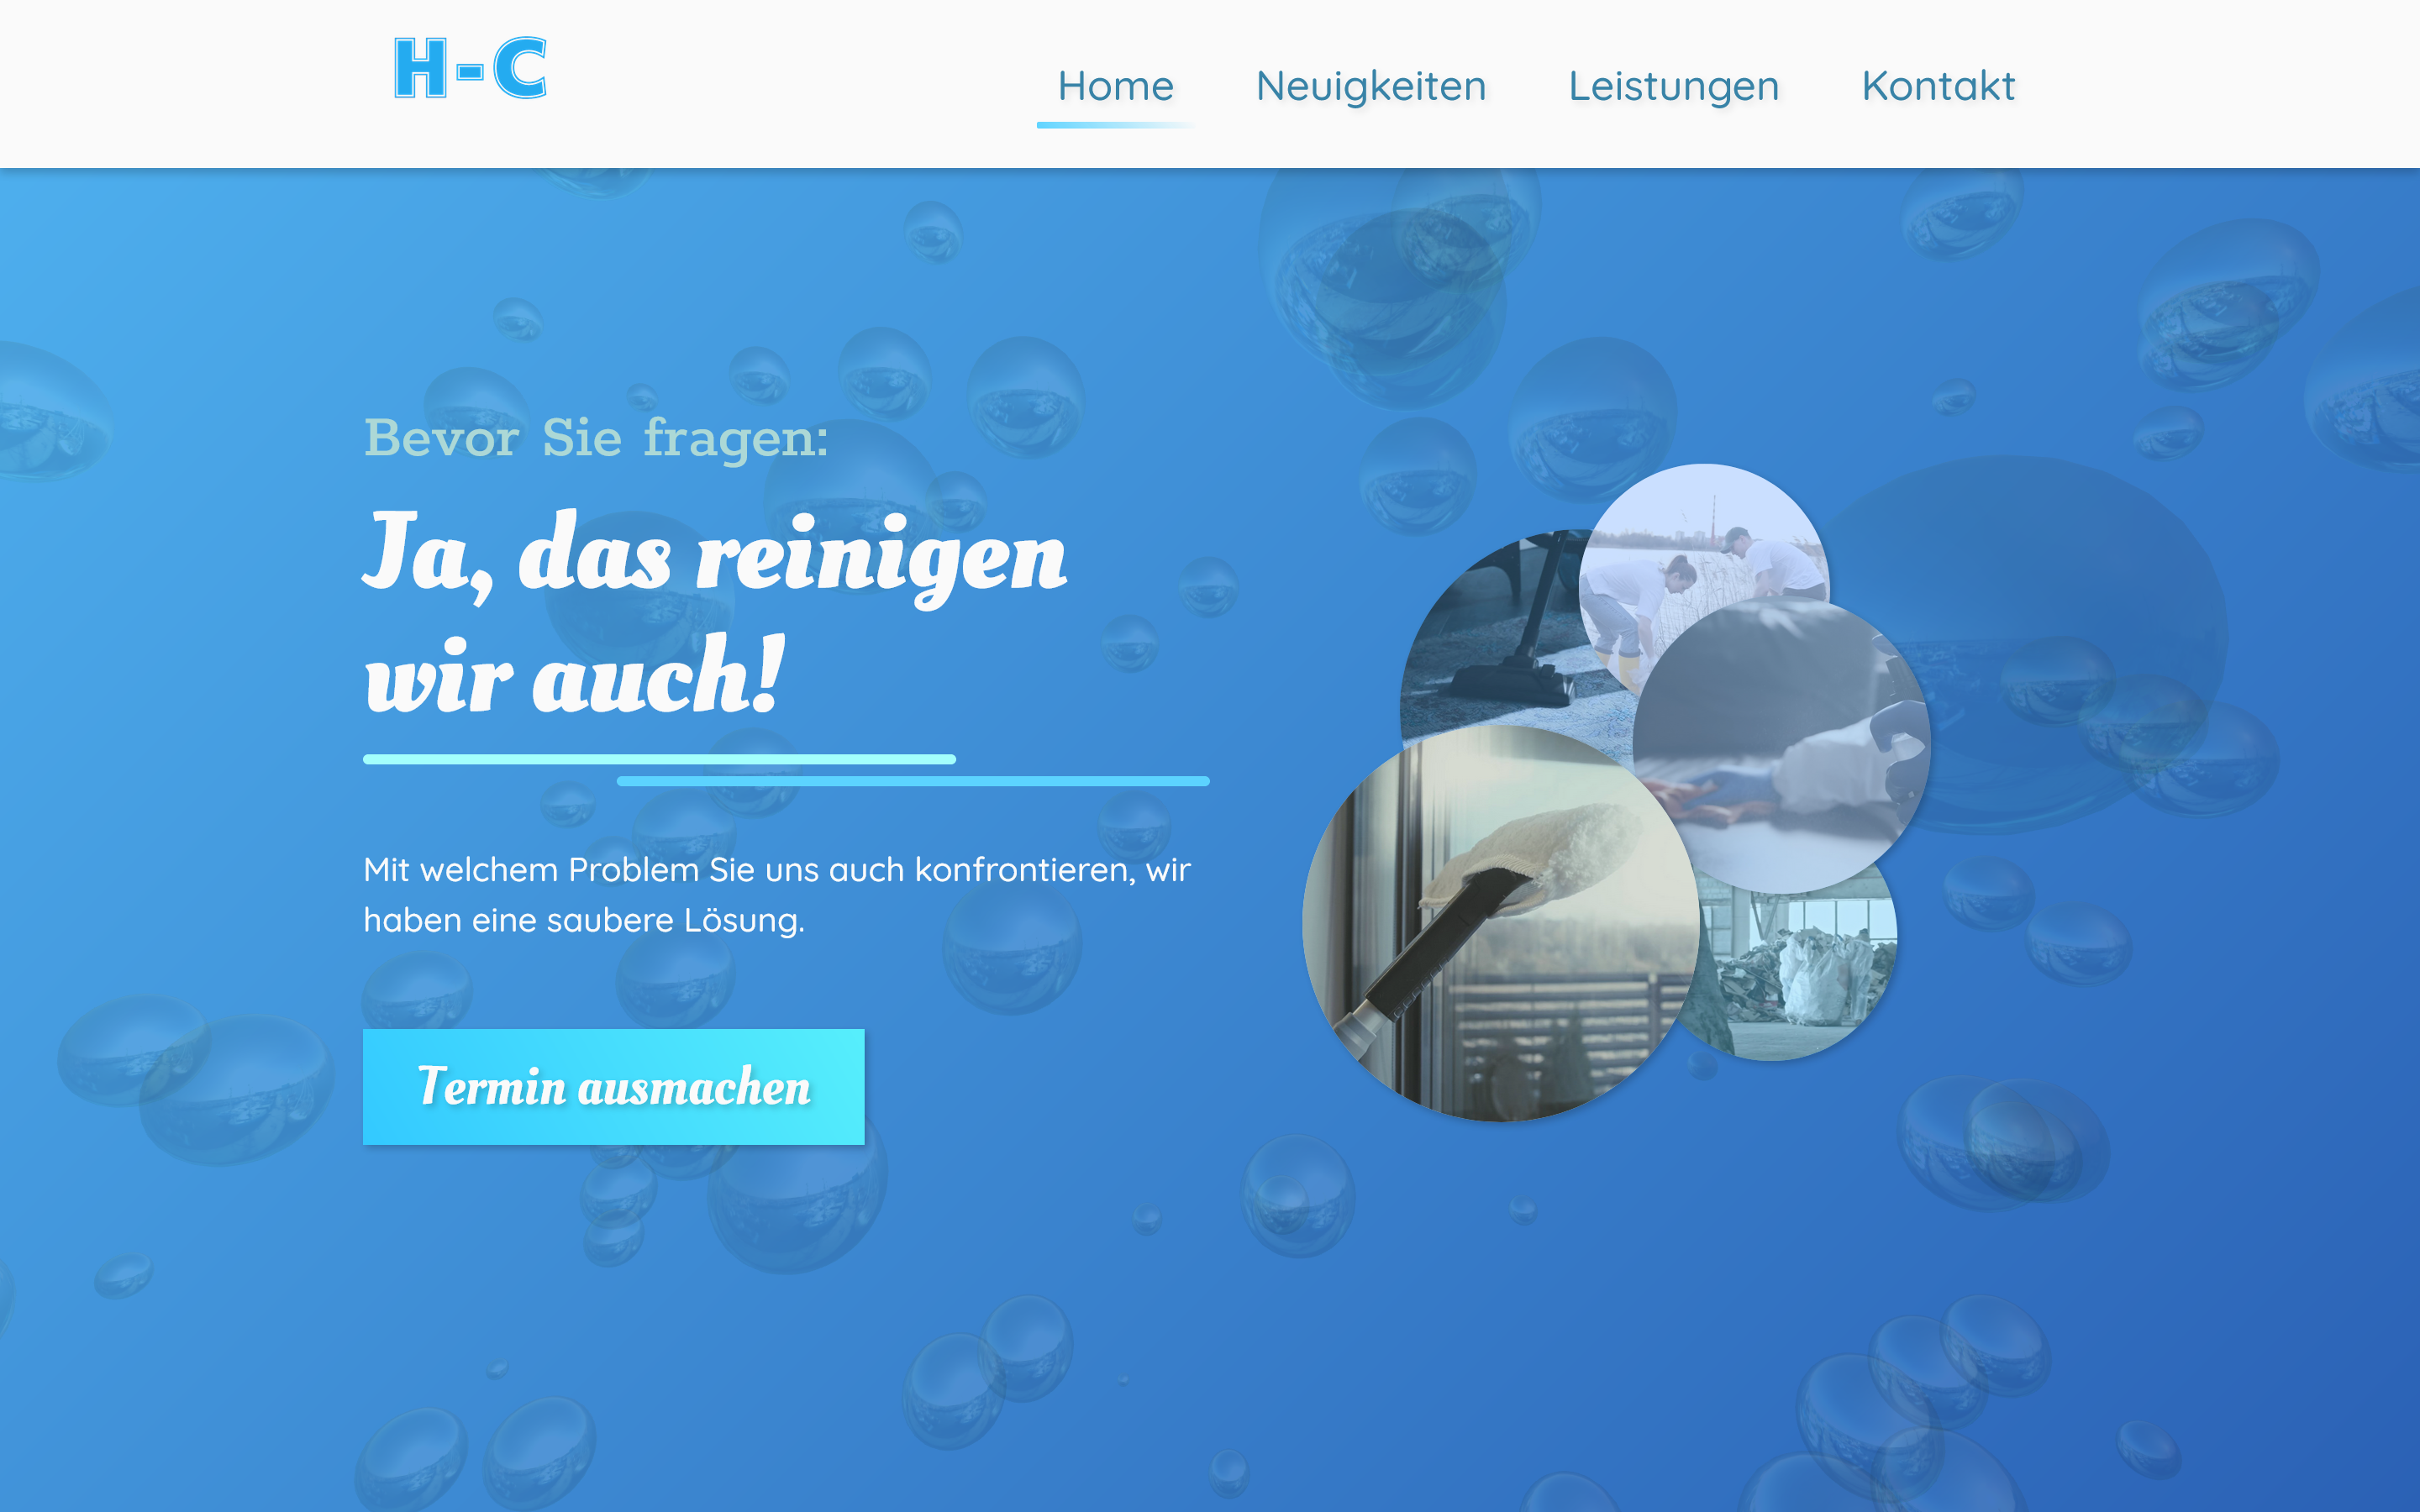 H-C
Home Neuigkeiten Leistungen Kontakt
Bevor Sie fragen:
Ja, das reinigen
wir auch!
Mit welchem Problem Sie uns auch konfrontieren, wir
haben eine saubere Lösung.
Termin ausmachen